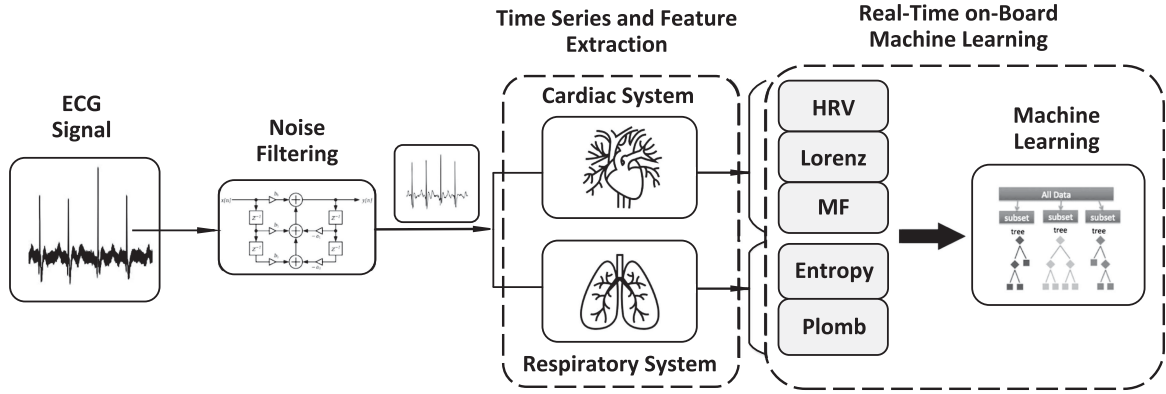 ECG
Signal
Noise
Filtering
x[n]
y[n]
Time Series and Feature
Extraction
Cardiac System
Respiratory System
Real-Time on-Board
Machine Learning
HRV
Lorenz
MF
Entropy
Plomb
Machine
Learning
All Data
subset subset subset
tree tree tree